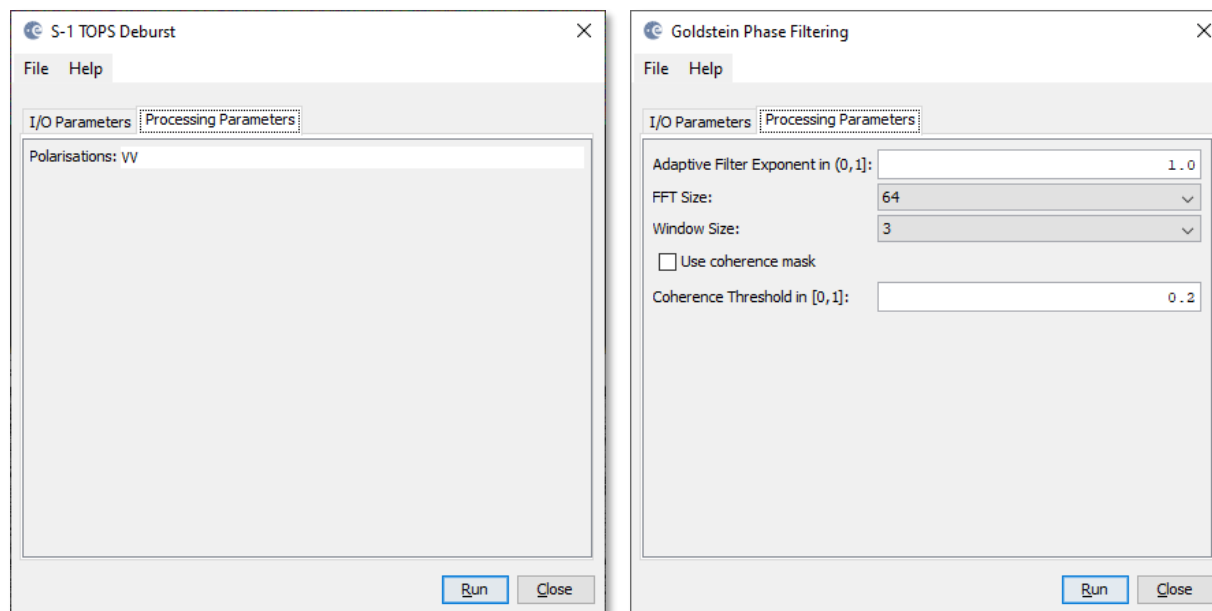 S-1 TOPS Deburst
File Help
I/O Parameters Processing Parameters
Polarisations: VV
Run Close
Goldstein Phase Filtering
File Help
I/O Parameters Processing Parameters
Adaptive Filter Exponent in (0,1]: 1.0
FFT Size: 64
Window Size: 3
Use coherence mask
Coherence Threshold in [0,1]: 0.2
Run Close